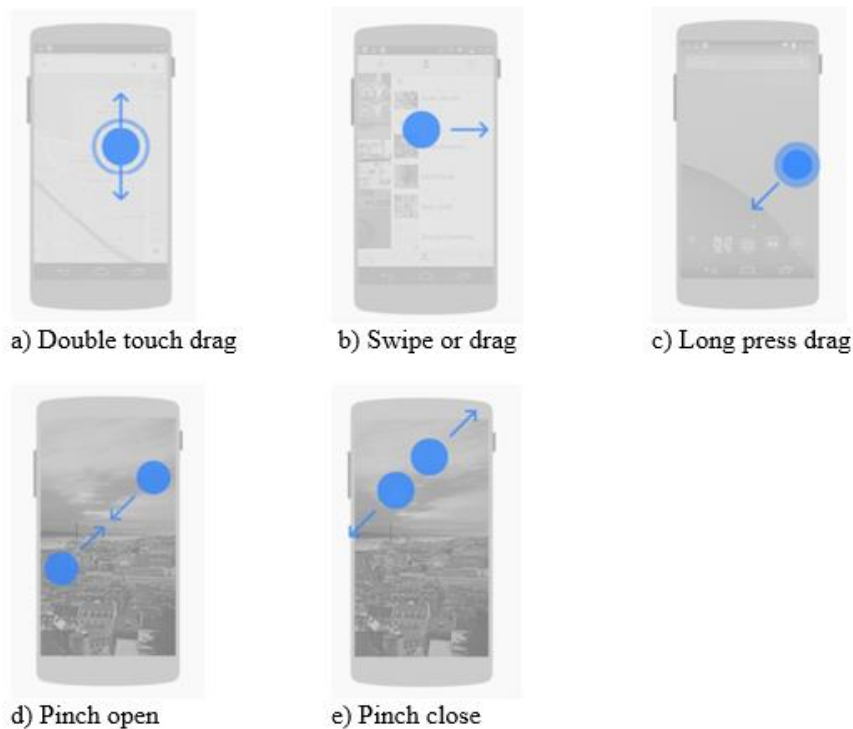 a) Double touch drag
b) Swipe or drag
c) Long press drag
d) Pinch open
e) Pinch close